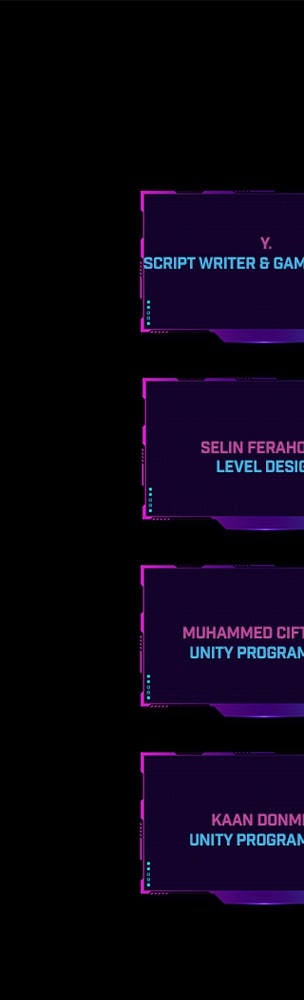 Y.
SCRIPT WRITER & GAM
SELIN FERAHO
LEVEL DESIG
MUHAMMED CIFT
UNITY PROGRAM
KAAN DONM
UNITY PROGRAM